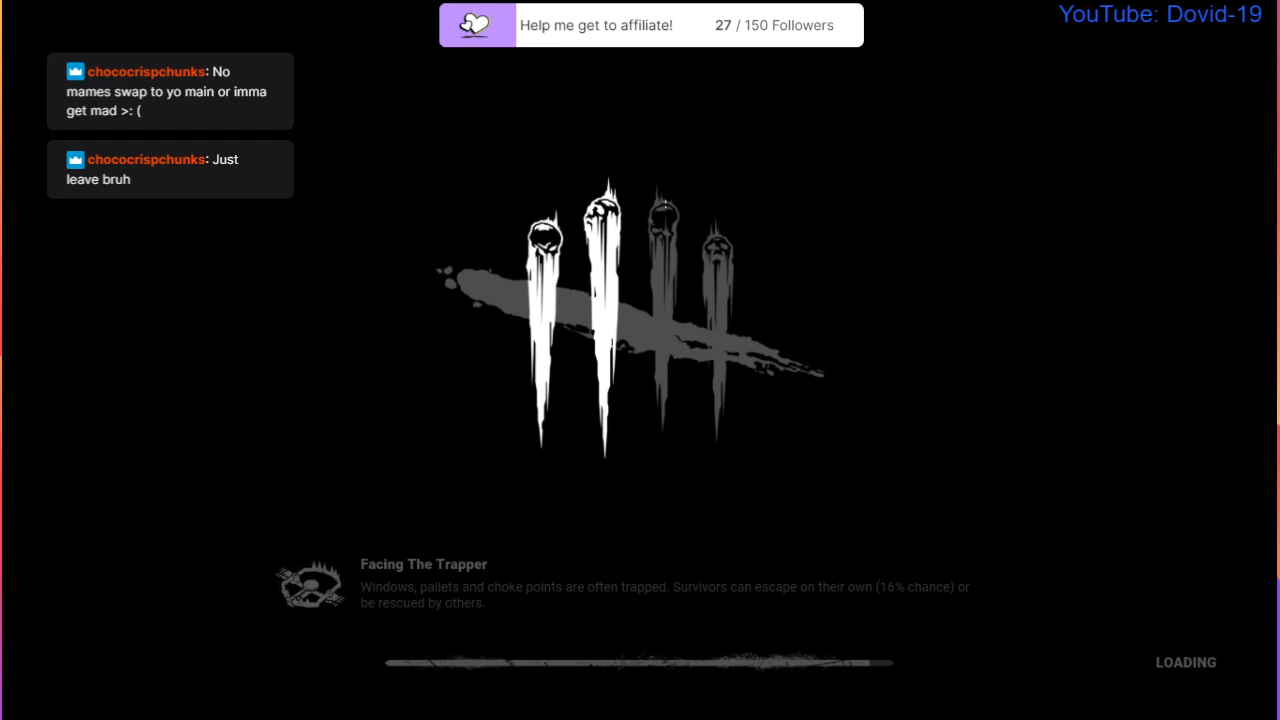 Help me get to affiliate! 27 / 150 Followers
YouTube: Dovid-19
chococrispchunks: No
mames swap to yo main or imma
get mad >: (
chococrispchunks: Just
leave bruh
Facing The Trapper
Windows, pallets and choke points are often trapped. Survivors can escape on their own (16% chance) or
be rescued by others.
LOADING